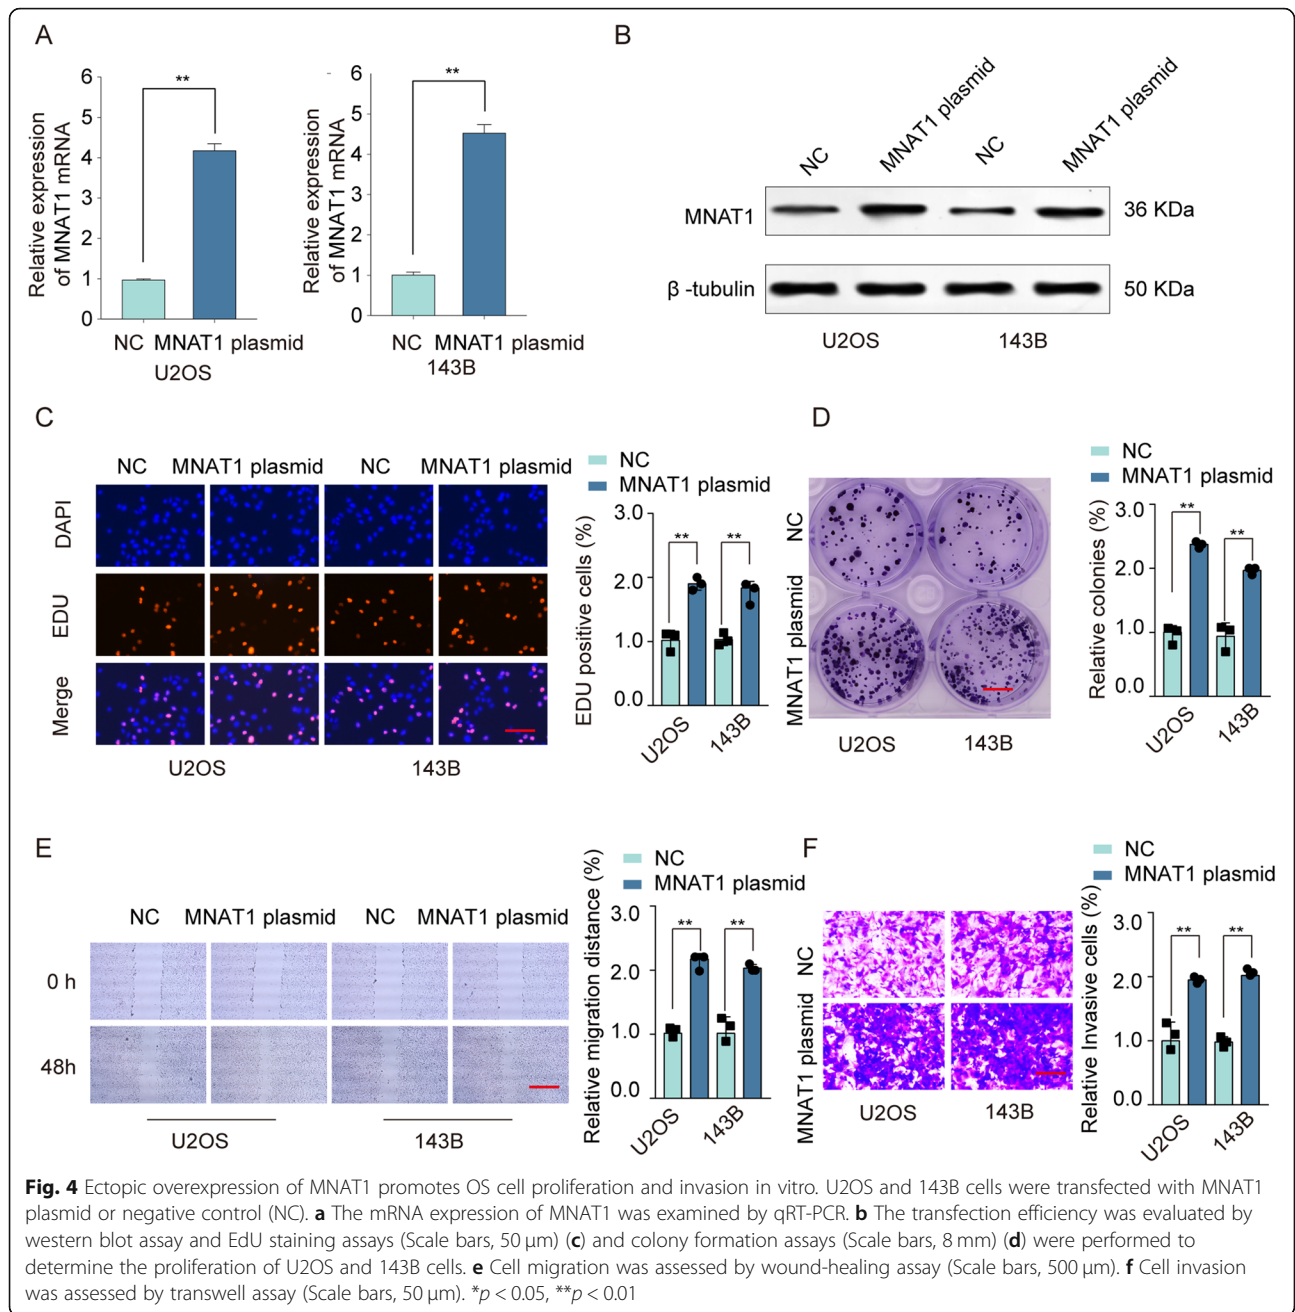 A
6
5
4
3
2
1
0
Relative expression
of MNAT1 mRNA
**
NC MNAT1 plasmid
U2OS
6
5
4
3
2
1
0
Relative expression
of MNAT1 mRNA
**
NC MNAT1 plasmid
143B
B
NC
MNAT1 plasmid
NC
MNAT1 plasmid
MNAT1
36 KDa
β -tubulin
50 KDa
U2OS
143B
C
NC
MNAT1 plasmid
NC
MNAT1 plasmid
DAPI
EDU
Merge
U2OS
143B
NC
MNAT1 plasmid
EDU positive cells (%)
3.0
2.0
1.0
0.0
**
**
U2OS
143B
D
NC
MNAT1 plasmid
U2OS
143B
NC
MNAT1 plasmid
Relative colonies (%)
3.0
2.0
1.0
0.0
**
**
U2OS
143B
E
NC
MNAT1 plasmid
NC
MNAT1 plasmid
0 h
48h
U2OS
143B
NC
MNAT1 plasmid
Relative migration distance (%)
3.0
2.0
1.0
0.0
**
**
U2OS
143B
F
NC
MNAT1 plasmid
U2OS
143B
NC
MNAT1 plasmid
Relative Invasive cells (%)
3.0
2.0
1.0
0.0
**
**
U2OS
143B
Fig. 4 Ectopic overexpression of MNAT1 promotes OS cell proliferation and invasion in vitro. U2OS and 143B cells were transfected with MNAT1
plasmid or negative control (NC). a The mRNA expression of MNAT1 was examined by qRT-PCR. b The transfection efficiency was evaluated by
western blot assay and EdU staining assays (Scale bars, 50 μm) (c) and colony formation assays (Scale bars, 8 mm) (d) were performed to
determine the proliferation of U2OS and 143B cells. e Cell migration was assessed by wound-healing assay (Scale bars, 500 μm). f Cell invasion
was assessed by transwell assay (Scale bars, 50 μm). *p < 0.05, **p < 0.01